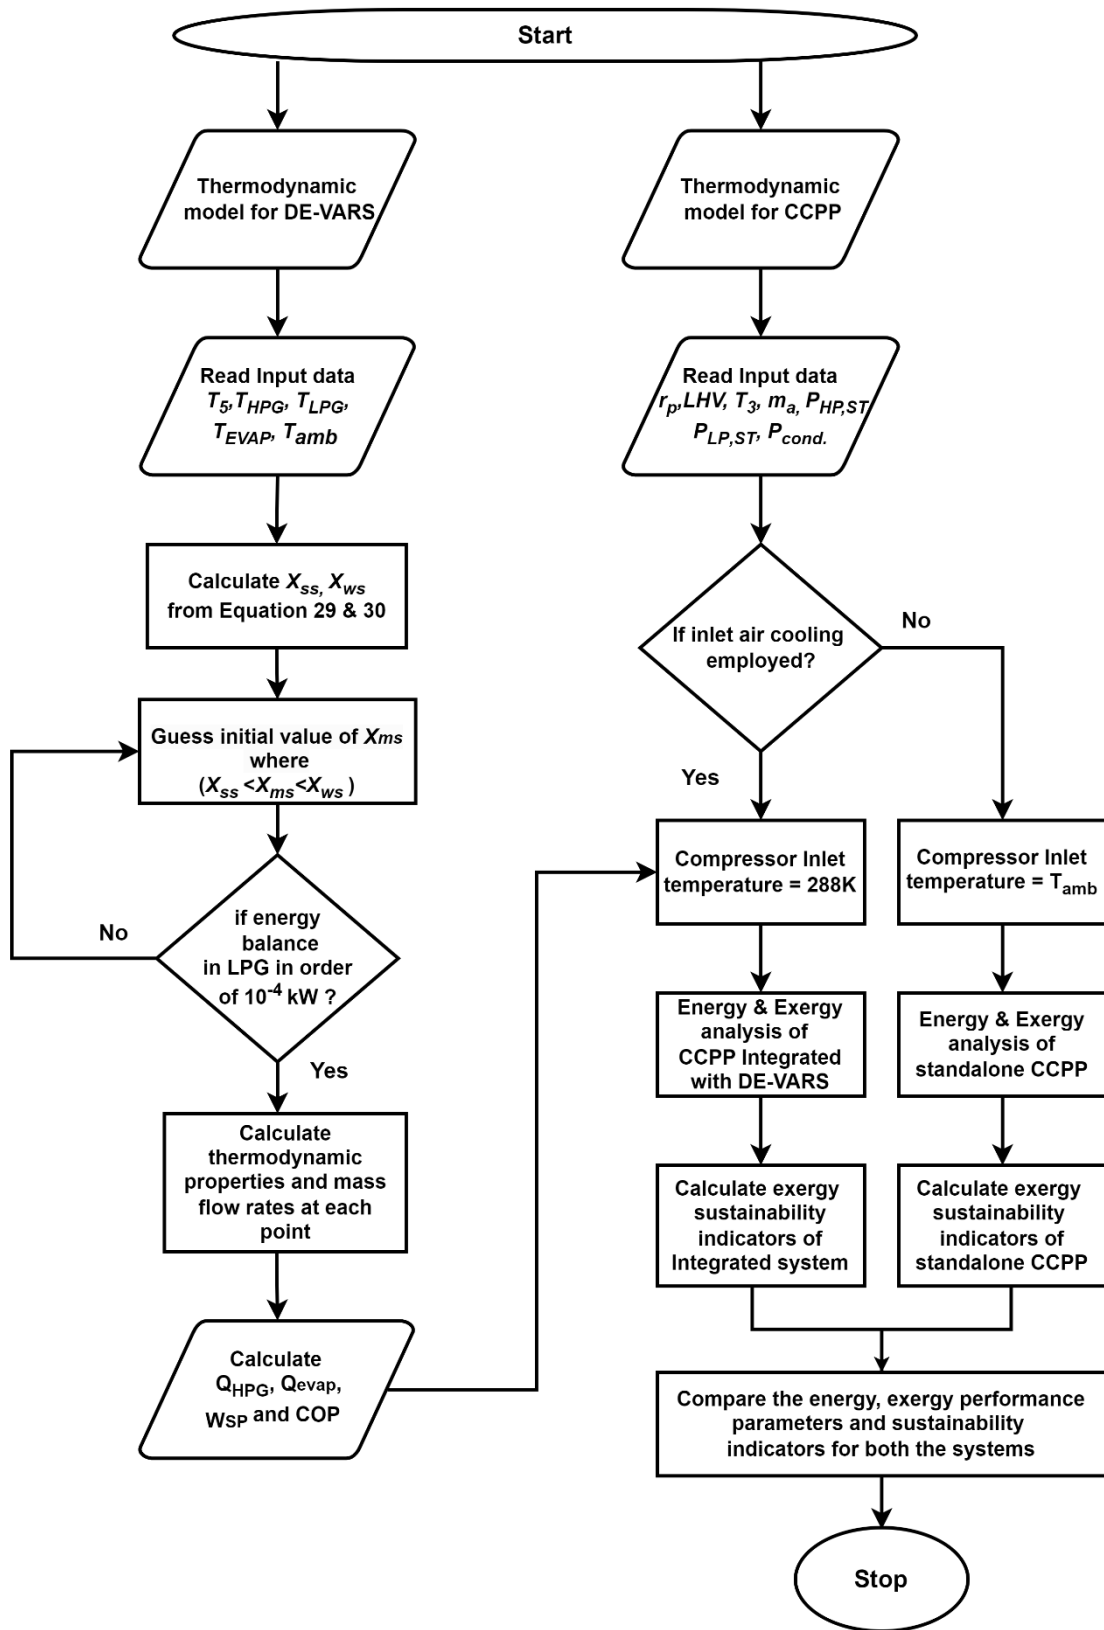 Start
Thermodynamic
model for DE-VARS
Read Input data
T5,THPG, TLPG,
TEVAP, Tamb
Calculate Xss, Xws
from Equation 29 & 30
Guess initial value of Xms
where
(Xss <Xms<Xws )
if energy
balance
in LPG in order
of 10-4 kW ?
No
Yes
Calculate
thermodynamic
properties and mass
flow rates at each
point
Calculate
QHPG, Qevap,
WSP and COP
Thermodynamic
model for CCPP
Read Input data
rp,LHV, T3, ma, PHP,ST
PLP,ST, Pcond.
If inlet air cooling
employed?
No
Yes
Compressor Inlet
temperature = 288K
Compressor Inlet
temperature = Tamb
Energy & Exergy
analysis of
CCPP Integrated
with DE-VARS
Energy & Exergy
analysis of
standalone CCPP
Calculate exergy
sustainability
indicators of
Integrated system
Calculate exergy
sustainability
indicators of
standalone CCPP
Compare the energy, exergy performance
parameters and sustainability
indicators for both the systems
Stop